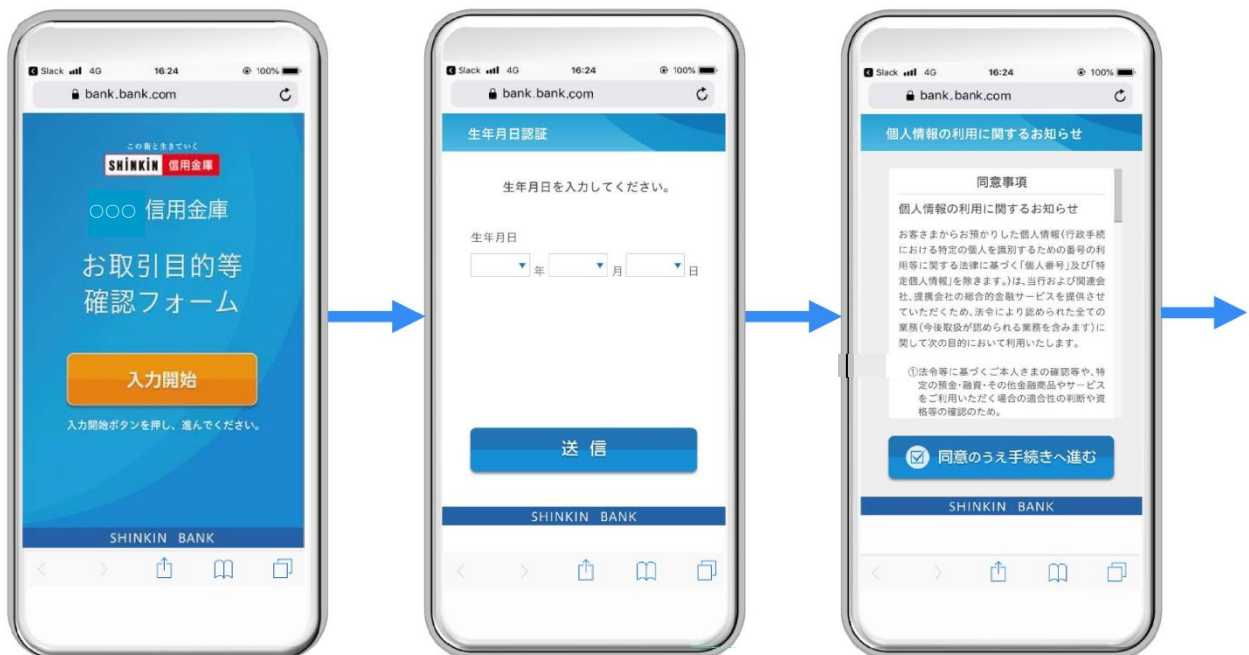 Slack 4G 16:24 100%
bank.bank.com
この街と生きていく
SHINKIN 信用金庫
○○○ 信用金庫
お取引目的等
確認フォーム
入力開始
入力開始ボタンを押し、進んでください。
SHINKIN BANK
Slack 4G 16:24 100%
bank.bank.com
生年月日認証
生年月日を入力してください。
生年月日
年 月 日
送信
SHINKIN BANK
Slack 4G 16:24 100%
bank.bank.com
個人情報の利用に関するお知らせ
同意事項
個人情報の利用に関するお知らせ
お客さまからお預かりした個人情報(行政手続
における特定の個人を識別するための番号の利
用等に関する法律に基づく「個人番号」及び「特
定個人情報」を除きます。)は、当行および関連会
社、提携会社の総合的金融サービスを提供させ
ていただくため、法令により認められた全ての
業務(今後取扱が認められる業務を含みます)に
関して次の目的において利用いたします。
①法令等に基づくご本人さまの確認等や、特
定の預金・融資・その他金融商品やサービス
をご利用いただく場合の適合性の判断や資
格等の確認のため。
同意のうえ手続きへ進む
SHINKIN BANK